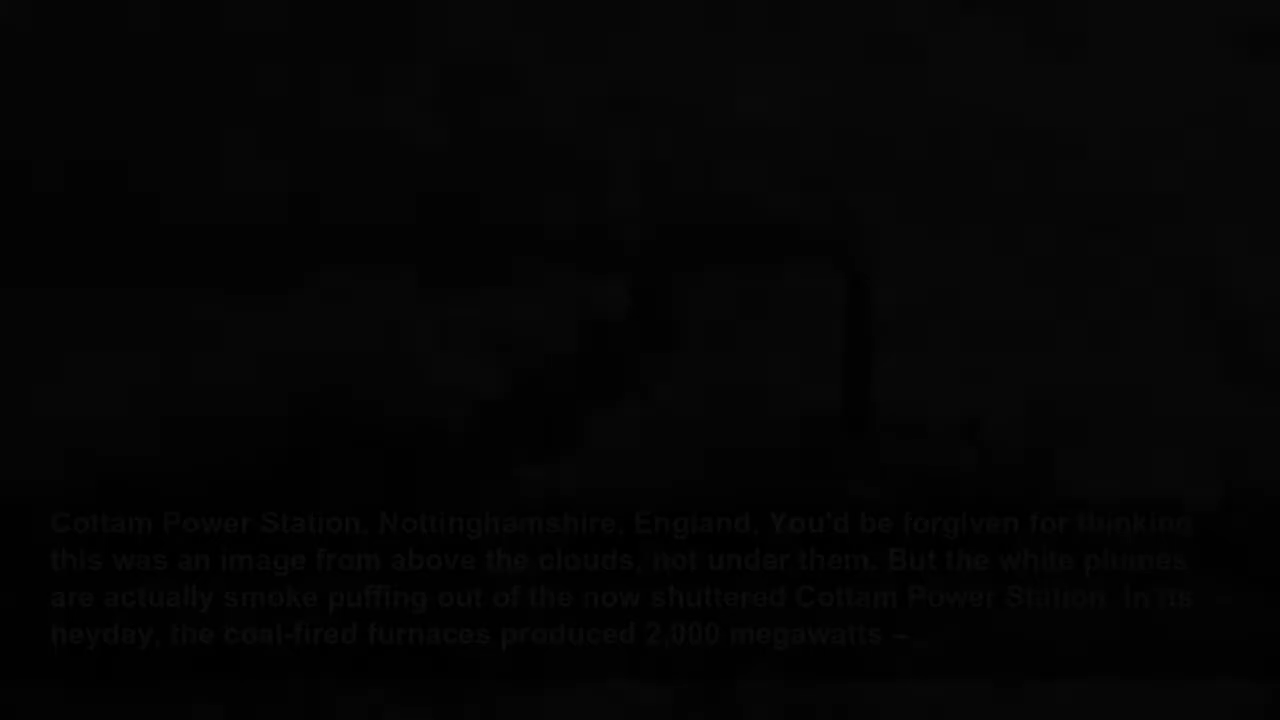 Cottam Power Station, Nottinghamshire, England. You'd be forgiven for thinking
this was an image from above the clouds, not under them. But the white plumes
are actually smoke puffing out of the now shuttered Cottam Power Station. In its
heyday, the coal-fired furnaces produced 2,000 megawatts –